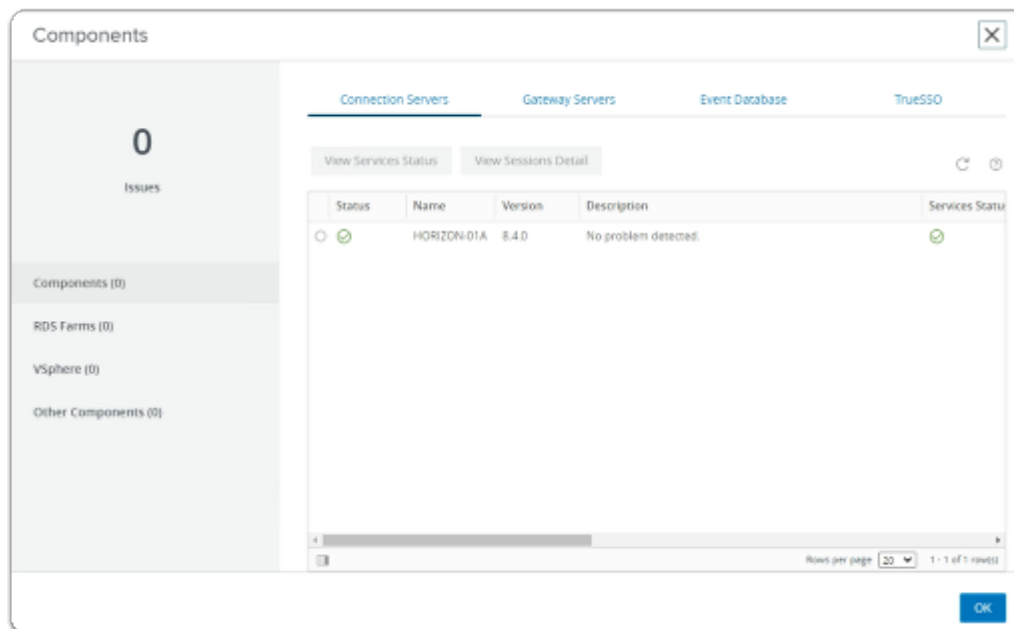 Components
0
Issues
Components (0)
RDS Farms (0)
VSphere (0)
Other Components (0)
Connection Servers Gateway Servers Event Database TrueSSO
View Services Status View Sessions Detail
Status Name Version Description Services Statu
HORIZON-01A 8.4.0 No problem detected.
Rows per page 20 1 - 1 of 1 row(s)
OK